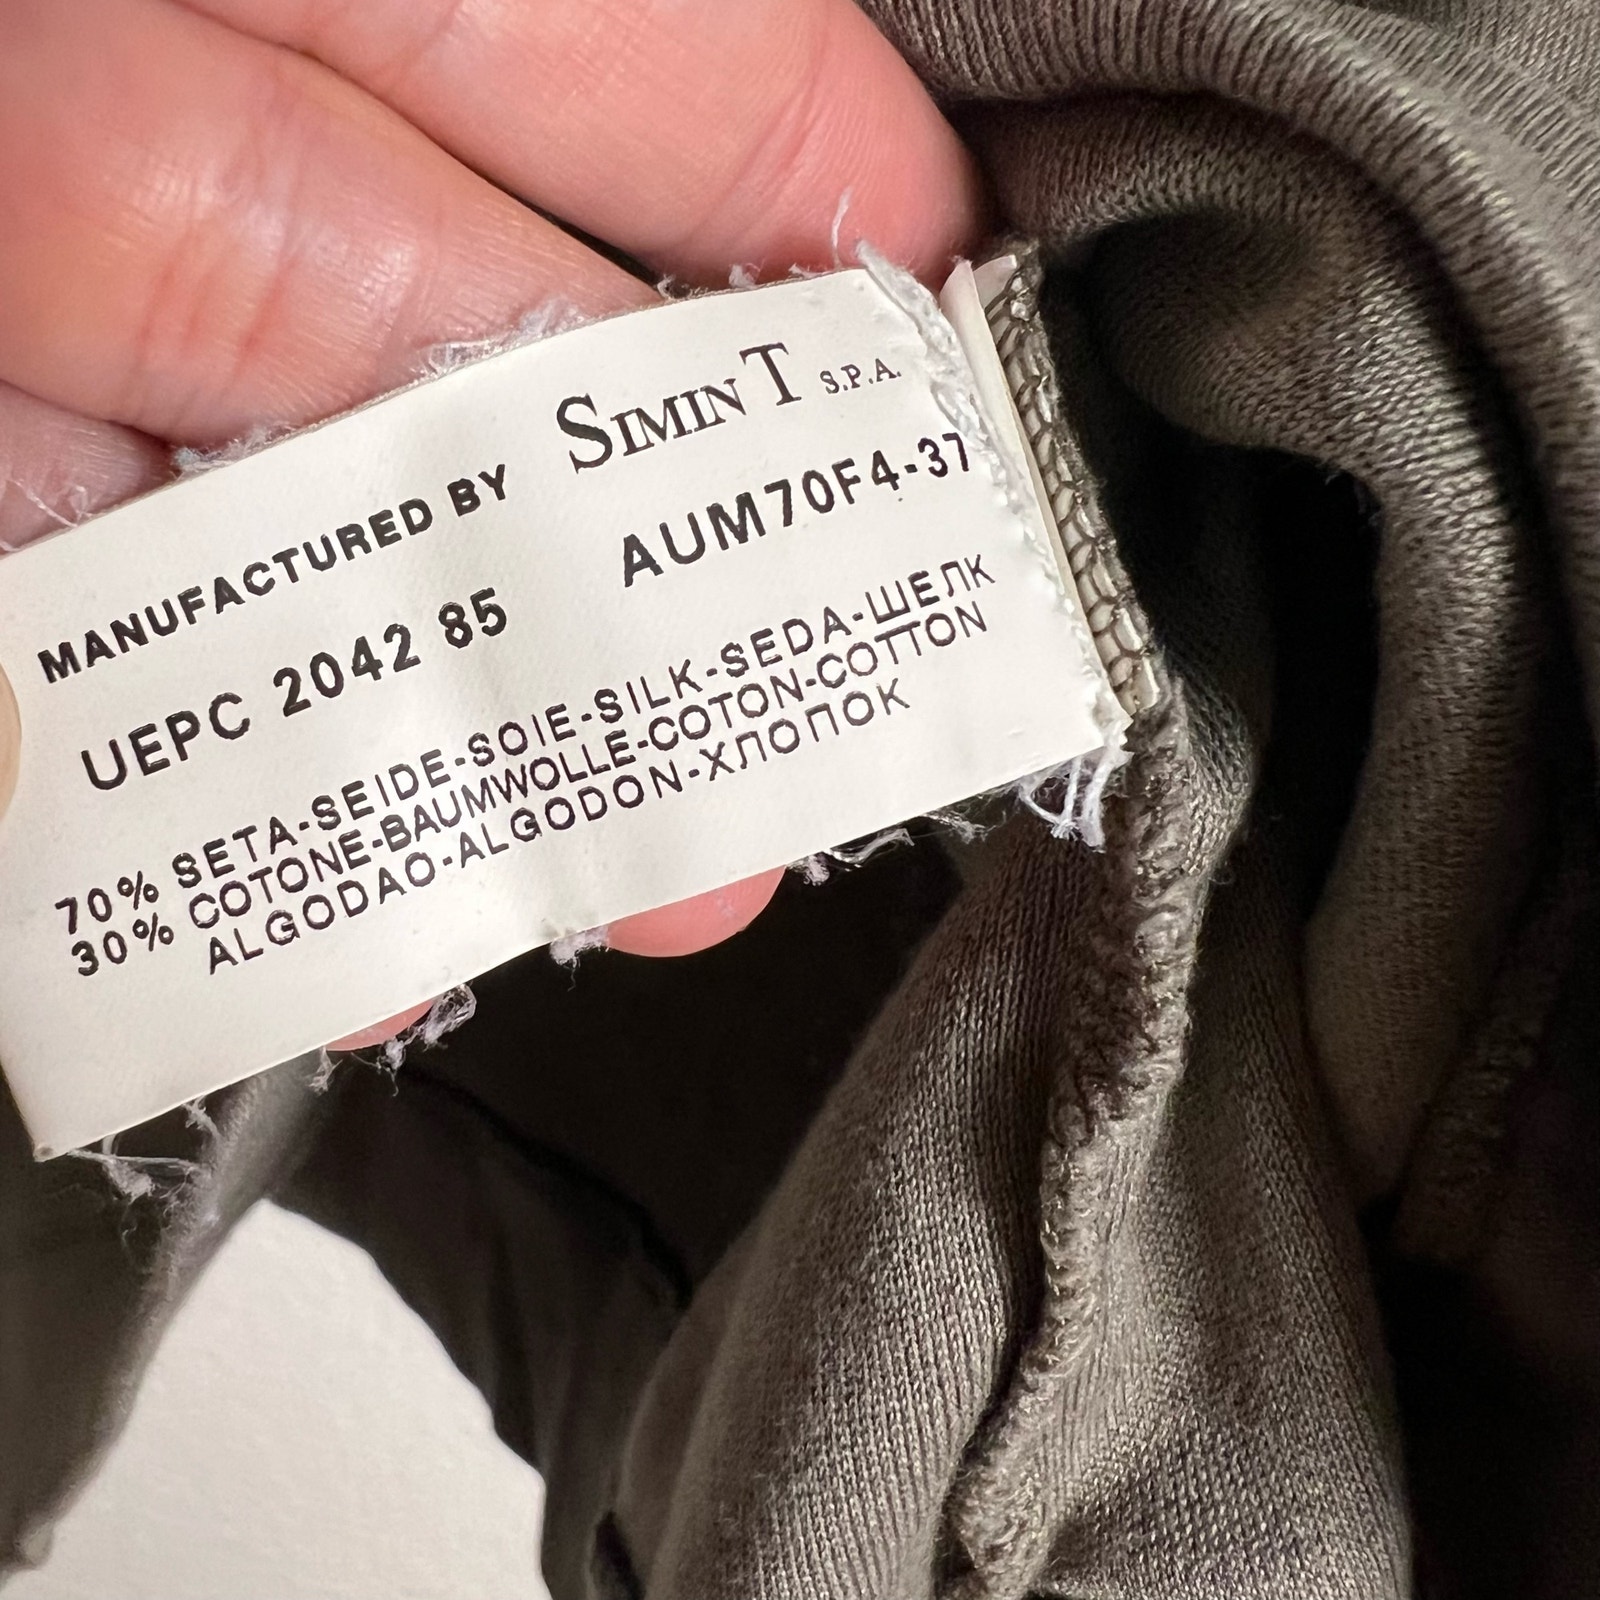 MANUFACTURED BY SIMIN T S.P.A.
UEPC 2042 85 AUM70F4-37
70% SETA-SEIDE-SOIE-SILK-SEDA-ШЕЛК
30% COTONE-BAUMWOLLE-COTON-COTTON
ALGODAO-ALGODON-ХЛОПОК